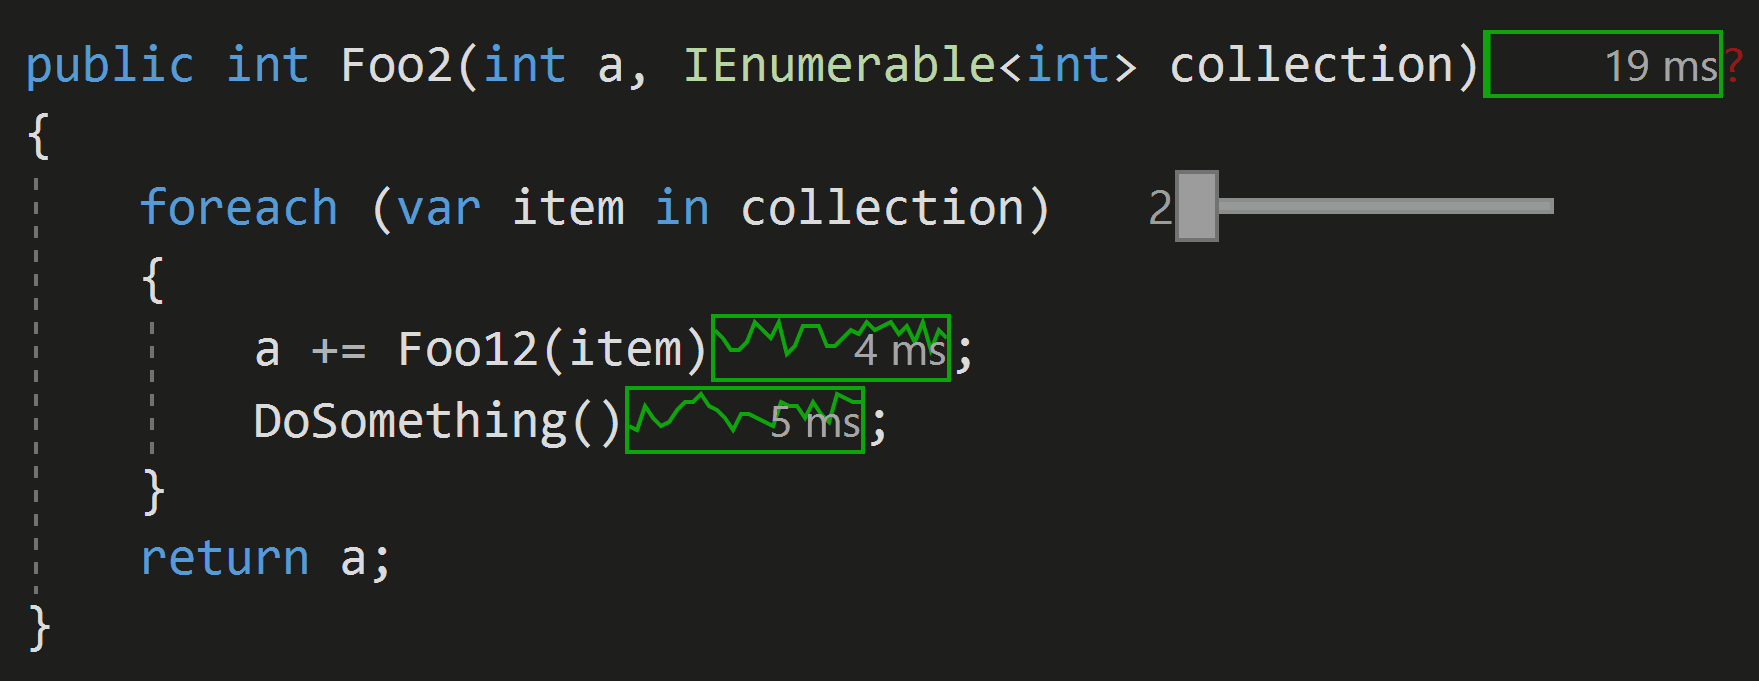 public int Foo2(int a, IEnumerable<int> collection) 19 ms?
{
foreach (var item in collection) 2
{
a += Foo12(item) 4 ms;
DoSomething() 5 ms;
}
return a;
}